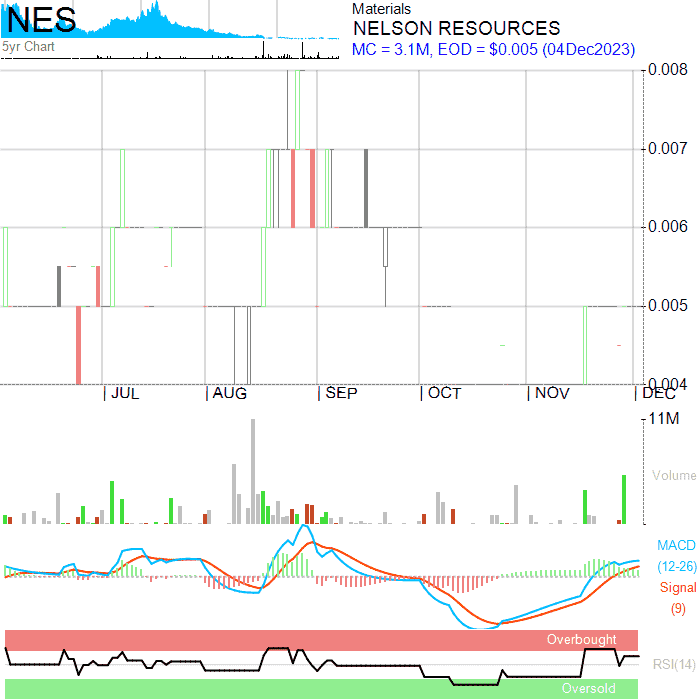 NES
5yr Chart
Materials
NELSON RESOURCES
MC = 3.1M, EOD = $0.005 (04Dec2023)
0.008
0.007
0.006
0.005
0.004
JUL AUG SEP OCT NOV DEC
11M
Volume
MACD
(12-26)
Signal
(9)
Overbought
RSI(14)
Oversold